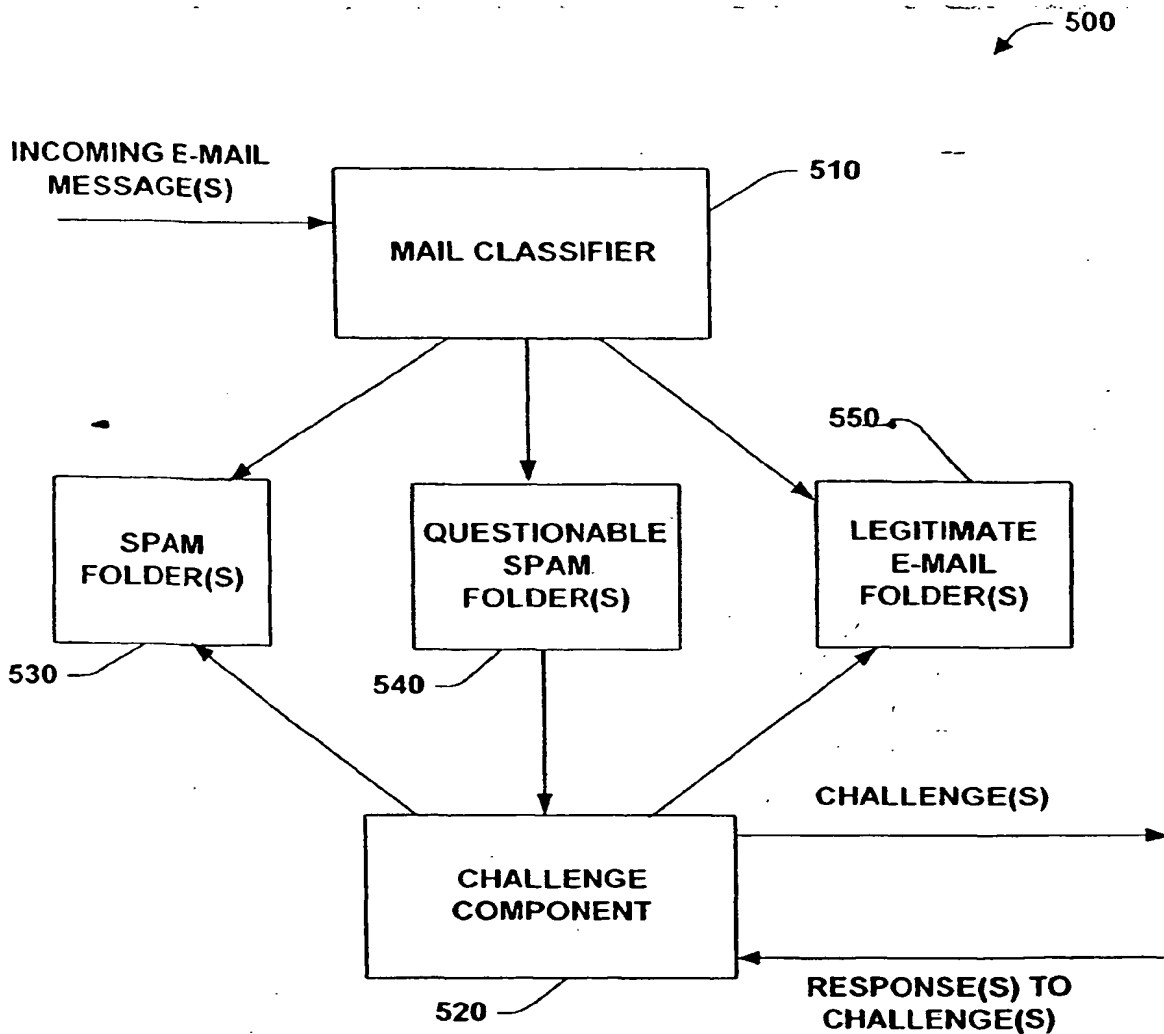 500
INCOMING E-MAIL
MESSAGE(S)
510
MAIL CLASSIFIER
550
SPAM
FOLDER(S)
QUESTIONABLE
SPAM
FOLDER(S)
LEGITIMATE
E-MAIL
FOLDER(S)
530
540
CHALLENGE(S)
CHALLENGE
COMPONENT
520
RESPONSE(S) TO
CHALLENGE(S)